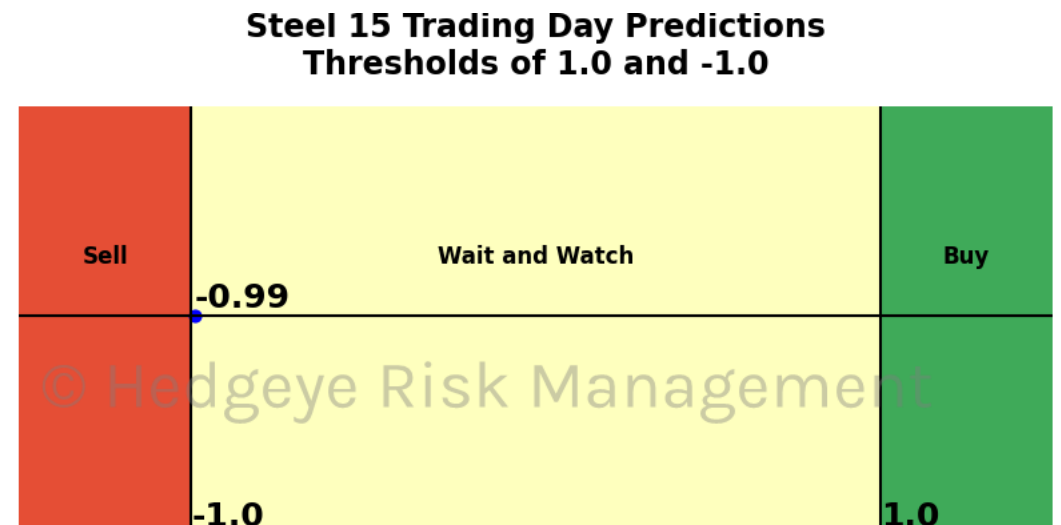 Steel 15 Trading Day Predictions
Thresholds of 1.0 and -1.0
Sell
Wait and Watch
Buy
-0.99
© Hedgeye Risk Management
-1.0
1.0